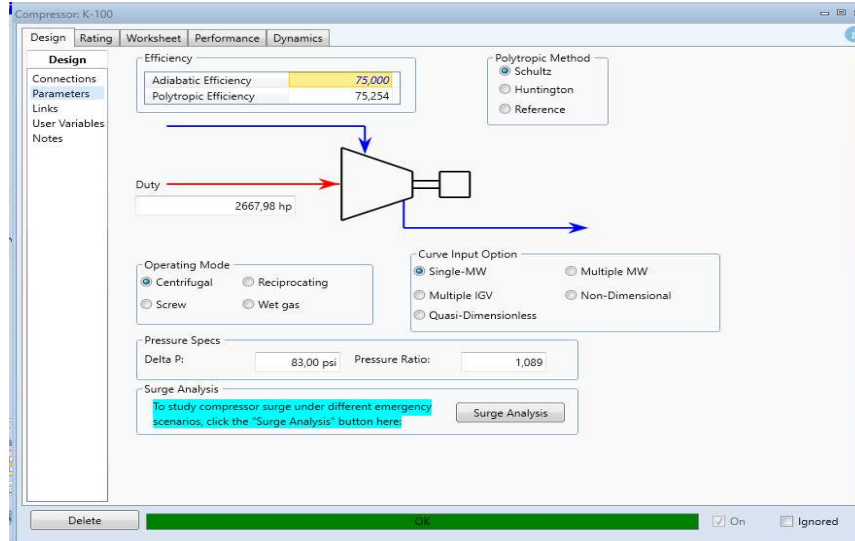 Compressor: K-100
Design Rating Worksheet Performance Dynamics
Design
Connections
Parameters
Links
User Variables
Notes
Efficiency
Adiabatic Efficiency 75,000
Polytropic Efficiency 75,254
Polytropic Method
Schultz
Huntington
Reference
Duty
2667,98 hp
Operating Mode
Centrifugal Reciprocating
Screw Wet gas
Curve Input Option
Single-MW Multiple MW
Multiple IGV Non-Dimensional
Quasi-Dimensionless
Pressure Specs
Delta P: 83,00 psi Pressure Ratio: 1,089
Surge Analysis
To study compressor surge under different emergency
scenarios, click the "Surge Analysis" button here:
Surge Analysis
Delete OK On Ignored